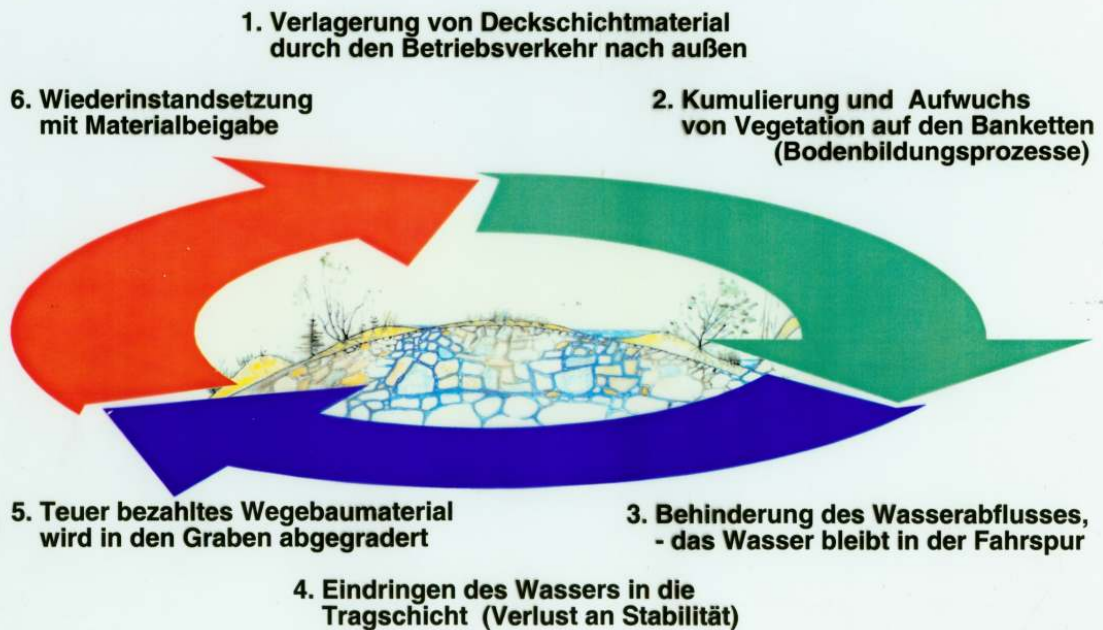 1. Verlagerung von Deckschichtmaterial
durch den Betriebsverkehr nach außen
2. Kumulierung und Aufwuchs
von Vegetation auf den Banketten
(Bodenbildungsprozesse)
3. Behinderung des Wasserabflusses,
- das Wasser bleibt in der Fahrspur
4. Eindringen des Wassers in die
Tragschicht (Verlust an Stabilität)
5. Teuer bezahltes Wegebaumaterial
wird in den Graben abgegradert
6. Wiederinstandsetzung
mit Materialbeigabe